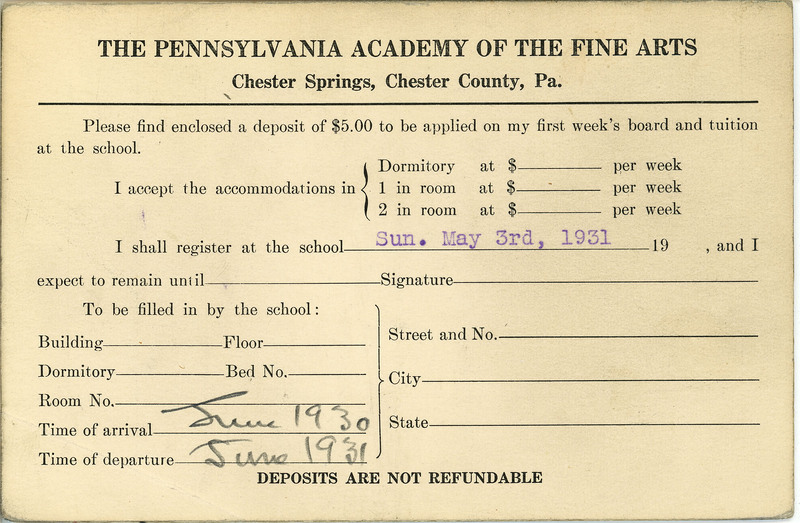 THE PENNSYLVANIA ACADEMY OF THE FINE ARTS
Chester Springs, Chester County, Pa.
Please find enclosed a deposit of $5.00 to be applied on my first week's board and tuition
at the school.
I accept the accommodations in
Dormitory at $ per week
1 in room at $ per week
2 in room at $ per week
I shall register at the school Sun. May 3rd, 1931 19 , and I
expect to remain until Signature
To be filled in by the school:
Building Floor
Dormitory Bed No.
Room No.
Time of arrival June 1930
Time of departure June 1931
Street and No.
City
State
DEPOSITS ARE NOT REFUNDABLE